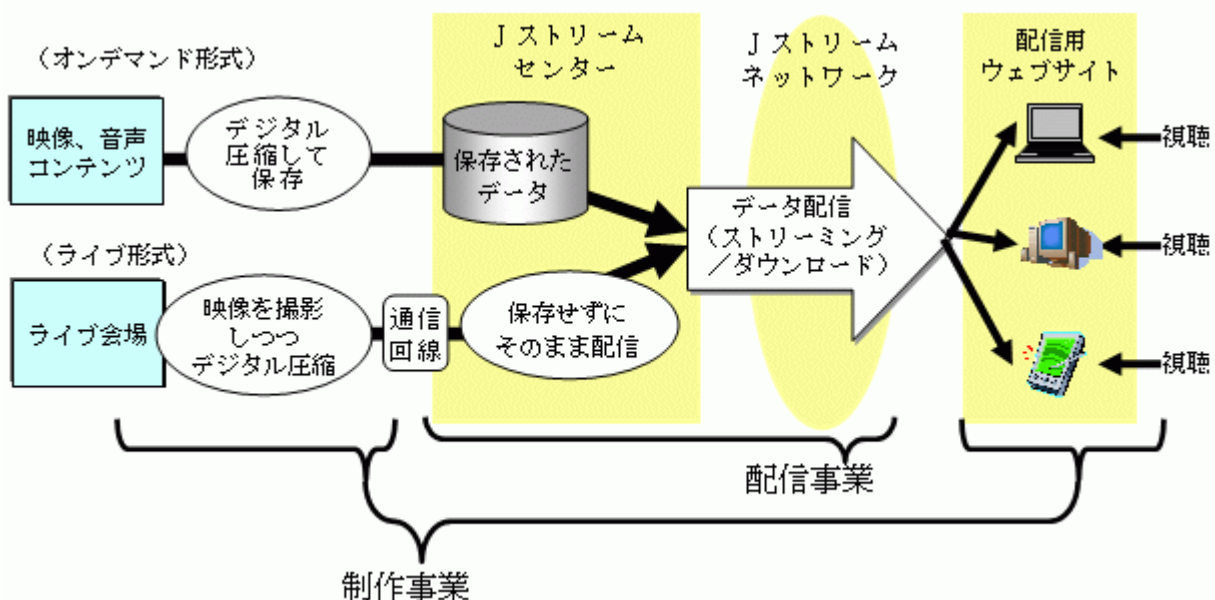 （オンデマンド形式）
映像、音声
コンテンツ
デジタル
圧縮して
保存
Ｊストリーム
センター
保存された
データ
Ｊストリーム
ネットワーク
配信用
ウェブサイト
データ配信
（ストリーミング
／ダウンロード）
視聴
視聴
視聴
（ライブ形式）
ライブ会場
映像を撮影
しつつ
デジタル圧縮
通信
回線
保存せずに
そのまま配信
配信事業
制作事業